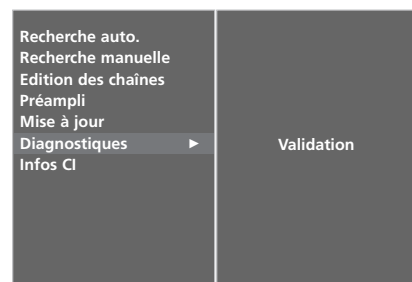 Recherche auto.
Recherche manuelle
Edition des chaînes
Préampli
Mise à jour
Diagnostiques ►
Infos CI
Validation